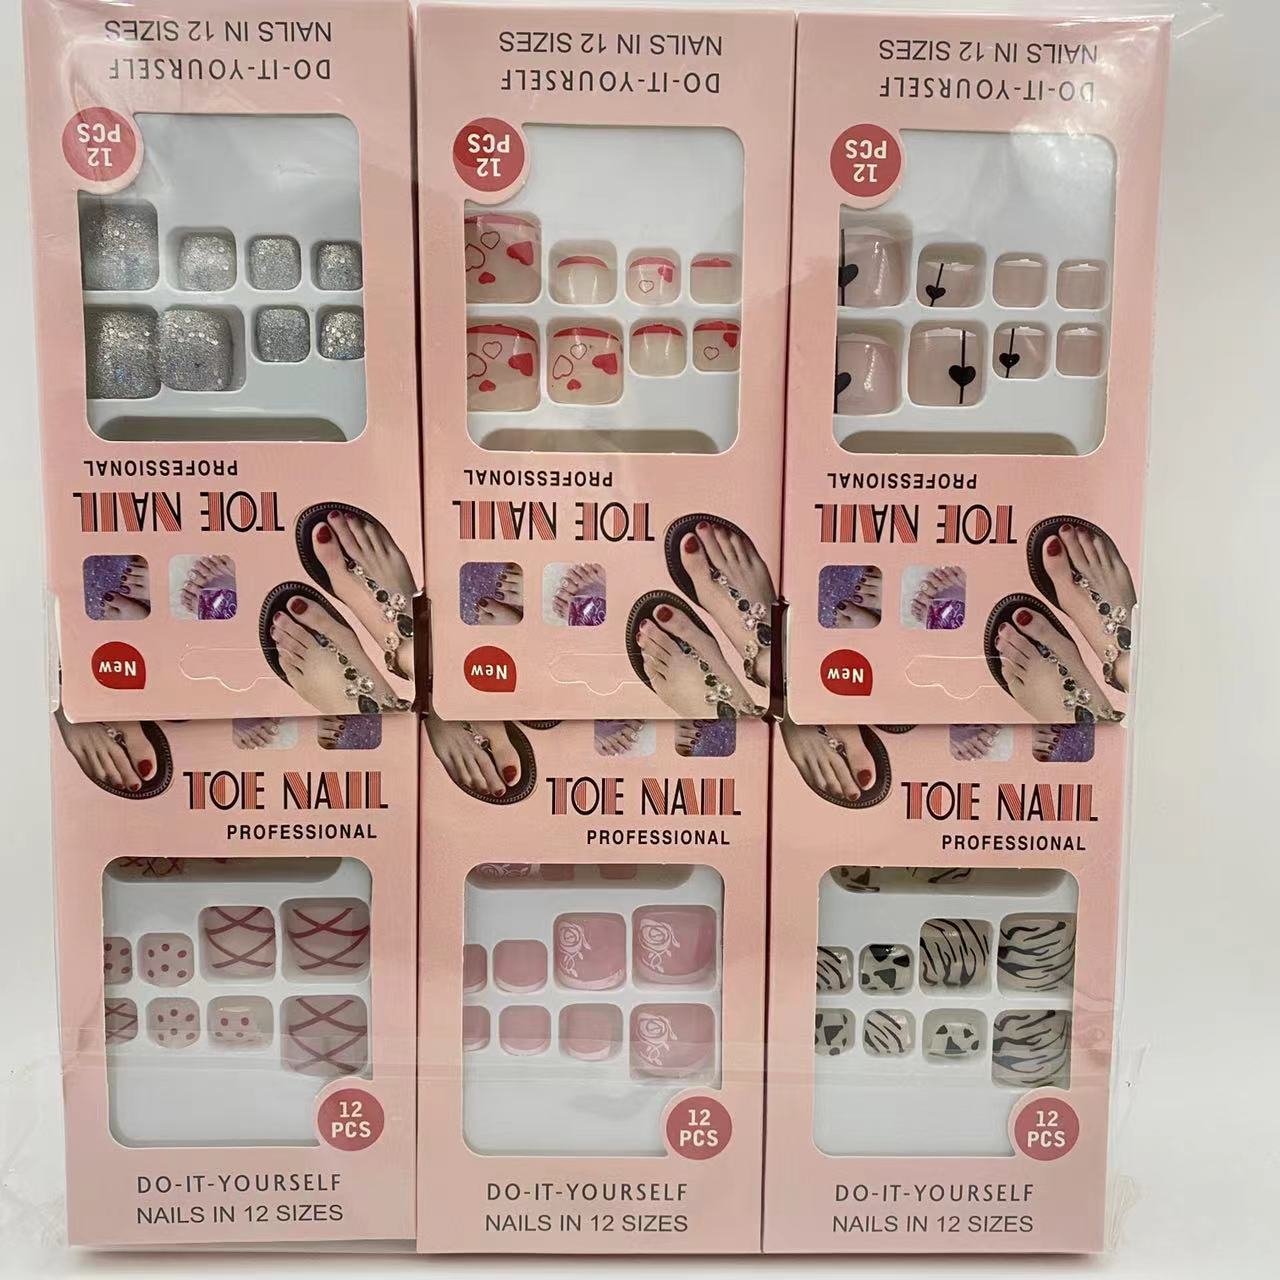 NAILS IN 12 SIZES
DO-IT-YOURSELF
12
PCS
PROFESSIONAL
TOE NAIL
New
NAILS IN 12 SIZES
DO-IT-YOURSELF
12
PCS
PROFESSIONAL
TOE NAIL
New
NAILS IN 12 SIZES
DO-IT-YOURSELF
12
PCS
PROFESSIONAL
TOE NAIL
New
TOE NAIL
PROFESSIONAL
12
PCS
DO-IT-YOURSELF
NAILS IN 12 SIZES
TOE NAIL
PROFESSIONAL
12
PCS
DO-IT-YOURSELF
NAILS IN 12 SIZES
TOE NAIL
PROFESSIONAL
12
PCS
DO-IT-YOURSELF
NAILS IN 12 SIZES